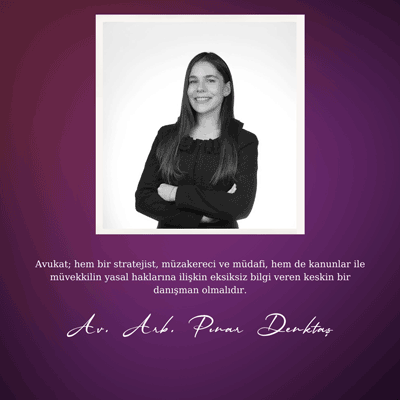 Avukat; hem bir stratejist, müzakereci ve müdafi, hem de kanunlar ile
müvekkilin yasal haklarına ilişkin eksiksiz bilgi veren keskin bir
danışman olmalıdır.
Av. Arb. Pınar Denktaş